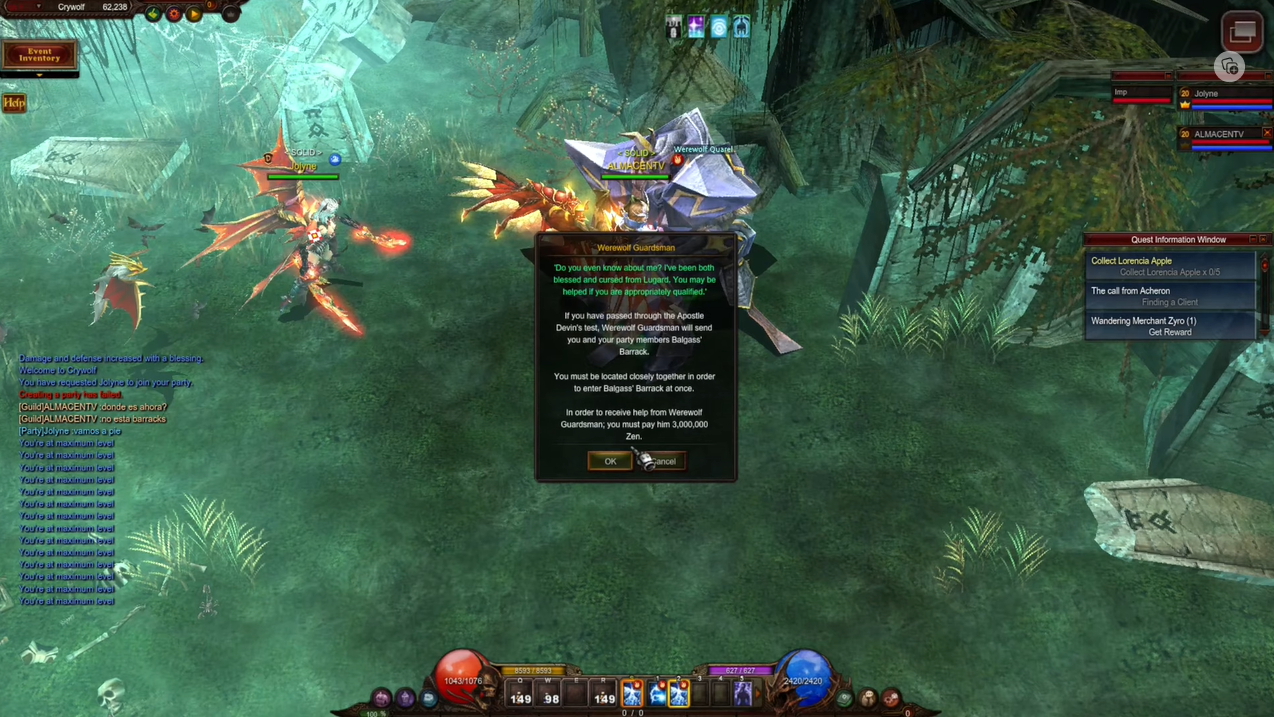 Crywolf 62,238
0
Event
Inventory
Help
Imp
20 Jolyne
20 ALMACENTV
< SOLID >
Jolyne
< SOLID >
ALMACENTV
Werewolf Quarel
Werewolf Guardsman
'Do you even know about me? I've been both
blessed and cursed from Lugard. You may be
helped if you are appropriately qualified.'
If you have passed through the Apostle
Devin's test, Werewolf Guardsman will send
you and your party members Balgass'
Barrack.
You must be located closely together in order
to enter Balgass' Barrack at once.
In order to receive help from Werewolf
Guardsman; you must pay him 3,000,000
Zen.
OK
Cancel
Quest Information Window
Collect Lorencia Apple
Collect Lorencia Apple x 0/5
The call from Acheron
Finding a Client
Wandering Merchant Zyro (1)
Get Reward
Damage and defense increased with a blessing.
Welcome to Crywolf
You have requested Jolyne to join your party.
Creating a party has failed.
[Guild]ALMACENTV :donde es ahora?
[Guild]ALMACENTV :no esta barracks
[Party]Jolyne :vamos a pie
You're at maximum level
You're at maximum level
You're at maximum level
You're at maximum level
You're at maximum level
You're at maximum level
You're at maximum level
You're at maximum level
You're at maximum level
You're at maximum level
You're at maximum level
You're at maximum level
You're at maximum level
You're at maximum level
8593 / 8593
627 / 627
1043/1076
2420/2420
Q W E R 1 2 3 4 5
149 98 149
100 %
0 / 0
0